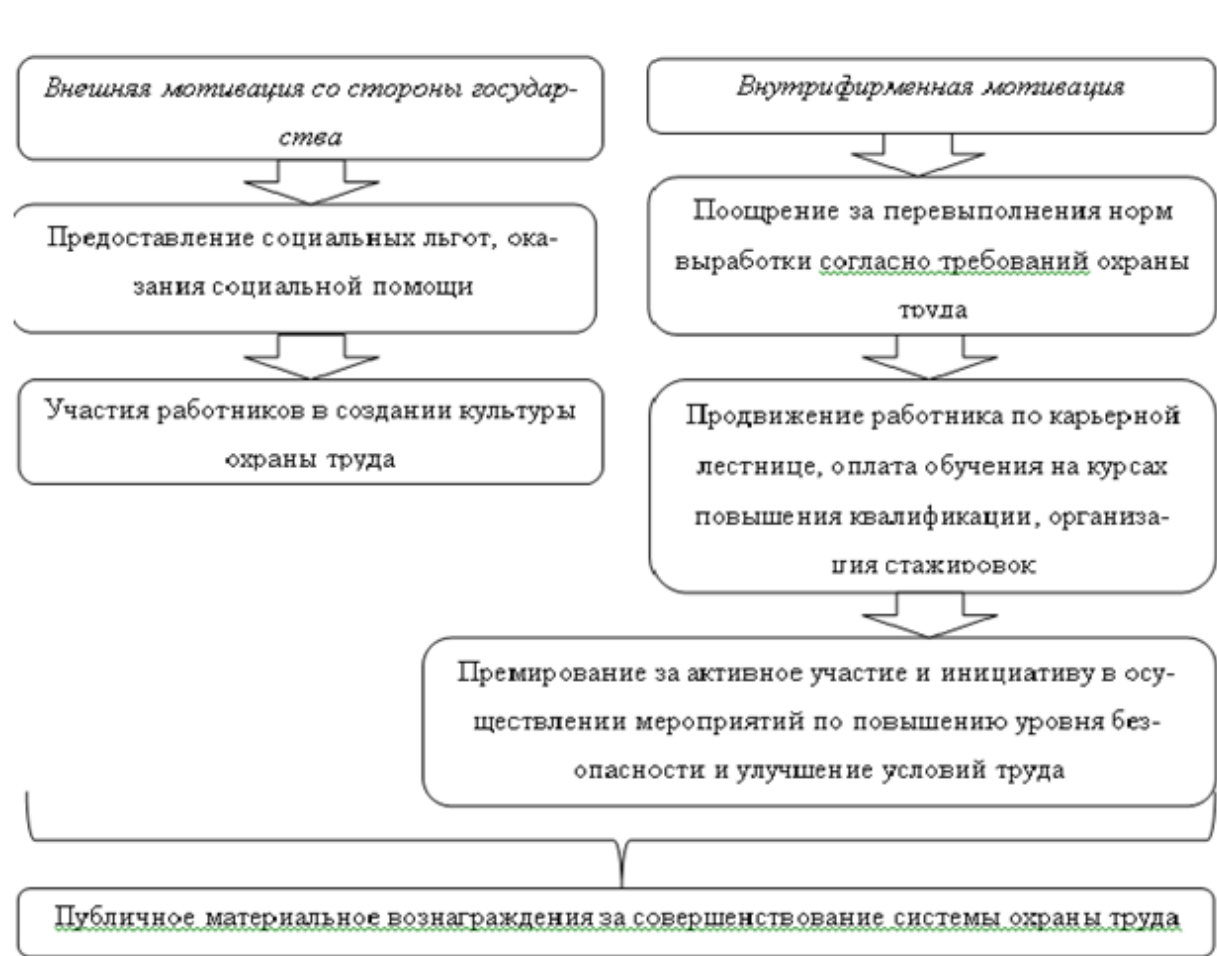 Внешняя мотивация со стороны государ-
ства
Предоставление социальных льгот, ока-
зания социальной помощи
Участия работников в создании культуры
охраны труда
Внутрифирменная мотивация
Поощрение за перевыполнения норм
выработки согласно требований охраны
труда
Продвижение работника по карьерной
лестнице, оплата обучения на курсах
повышения квалификации, организа-
ция стажировок
Премирование за активное участие и инициативу в осу-
ществлении мероприятий по повышению уровня без-
опасности и улучшение условий труда
Публичное материальное вознаграждения за совершенствование системы охраны труда